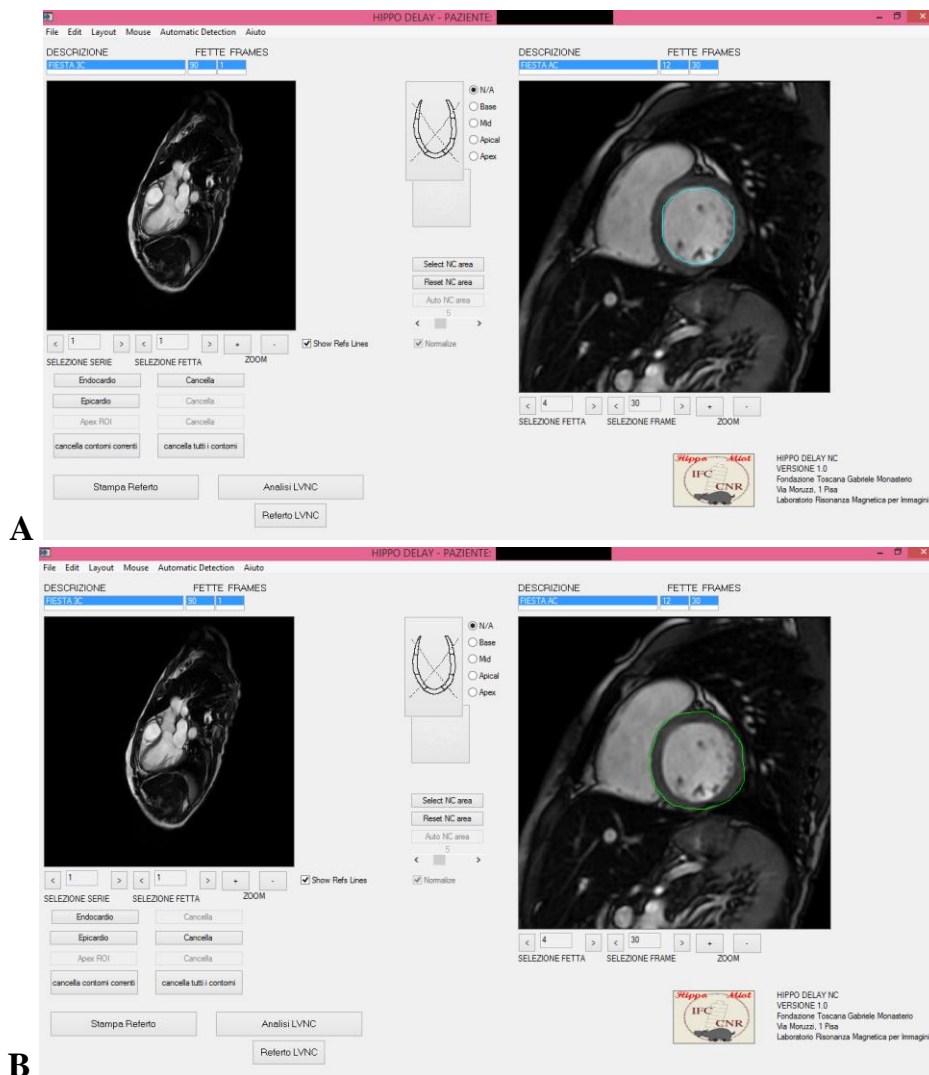 HIPPO DELAY - PAZIENTE:
File Edit Layout Mouse Automatic Detection Aiuto
DESCRIZIONE FETTE FRAMES
FIESTA 3C 90 1
N/A
Base
Mid
Apical
Apex
Select NC area
Reset NC area
Auto NC area
5
< >
Normalize
< 1 > < 1 > + -
Show Refs Lines
SELEZIONE SERIE SELEZIONE FETTA ZOOM
Endocardio Cancella
Epicardio Cancella
Apex ROI Cancella
cancella contorni correnti cancella tutti i contorni
Stampa Referto Analisi LVNC
Referto LVNC
DESCRIZIONE FETTE FRAMES
FIESTA AC 12 30
< 4 > < 30 > + -
SELEZIONE FETTA SELEZIONE FRAME ZOOM
Hippo Miot
IFC
CNR
HIPPO DELAY NC
VERSIONE 1.0
Fondazione Toscana Gabriele Monasterio
Via Moruzzi, 1 Pisa
Laboratorio Risonanza Magnetica per Immagini
A
HIPPO DELAY - PAZIENTE:
File Edit Layout Mouse Automatic Detection Aiuto
DESCRIZIONE FETTE FRAMES
FIESTA 3C 90 1
N/A
Base
Mid
Apical
Apex
Select NC area
Reset NC area
Auto NC area
5
< >
Normalize
< 1 > < 1 > + -
Show Refs Lines
SELEZIONE SERIE SELEZIONE FETTA ZOOM
Endocardio Cancella
Epicardio Cancella
Apex ROI Cancella
cancella contorni correnti cancella tutti i contorni
Stampa Referto Analisi LVNC
Referto LVNC
DESCRIZIONE FETTE FRAMES
FIESTA AC 12 30
< 4 > < 30 > + -
SELEZIONE FETTA SELEZIONE FRAME ZOOM
Hippo Miot
IFC
CNR
HIPPO DELAY NC
VERSIONE 1.0
Fondazione Toscana Gabriele Monasterio
Via Moruzzi, 1 Pisa
Laboratorio Risonanza Magnetica per Immagini
B